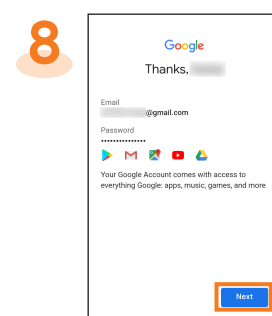 8
Google
Thanks,
Email
@gmail.com
Password
••••••••••••••
Your Google Account comes with access to
everything Google: apps, music, games, and more
Next